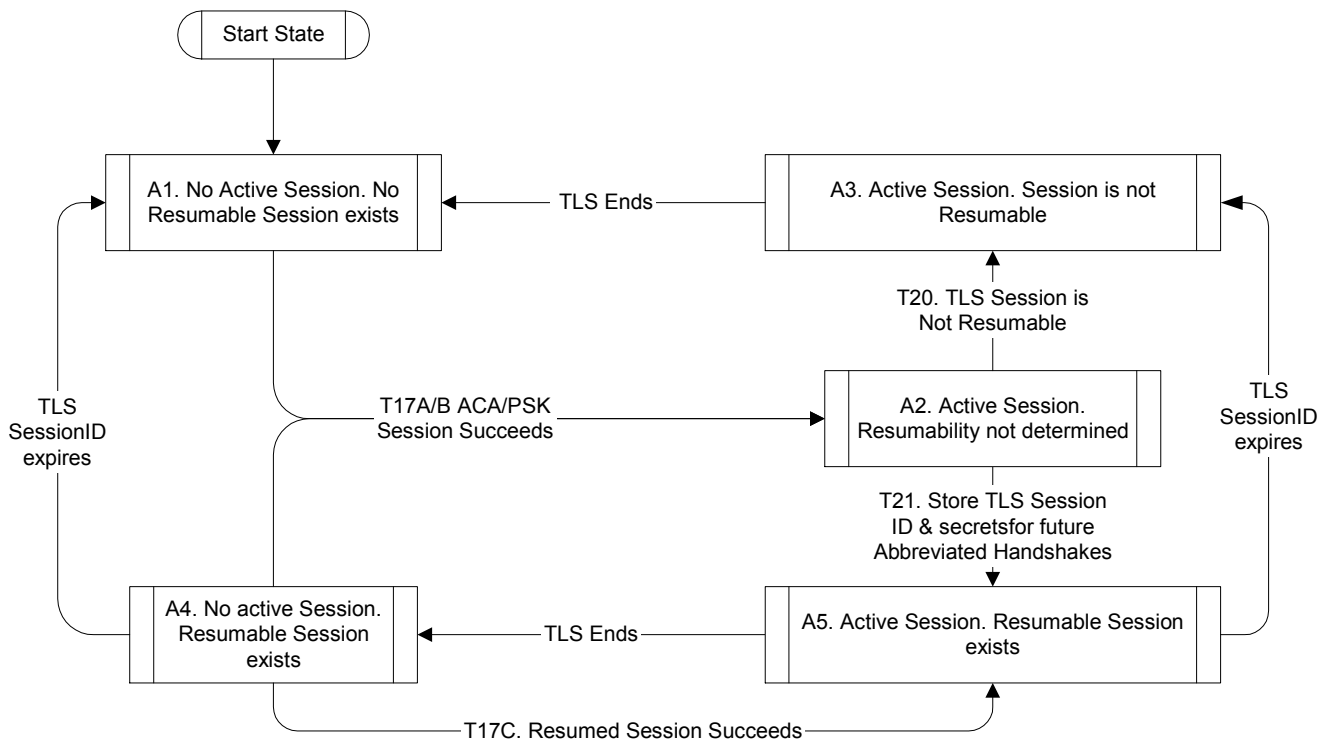 Start State
A1. No Active Session. No
Resumable Session exists
TLS Ends
A3. Active Session. Session is not
Resumable
T20. TLS Session is
Not Resumable
TLS
SessionID
expires
T17A/B ACA/PSK
Session Succeeds
A2. Active Session.
Resumability not determined
TLS
SessionID
expires
T21. Store TLS Session
ID & secretsfor future
Abbreviated Handshakes
A4. No active Session.
Resumable Session
exists
TLS Ends
A5. Active Session. Resumable Session
exists
T17C. Resumed Session Succeeds